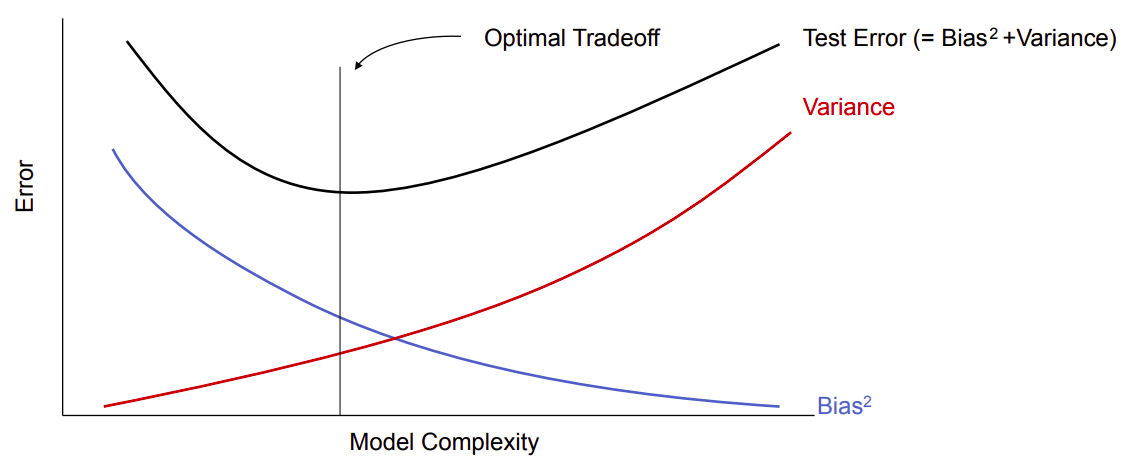 Optimal Tradeoff
Test Error (= Bias² +Variance)
Variance
Error
Bias²
Model Complexity